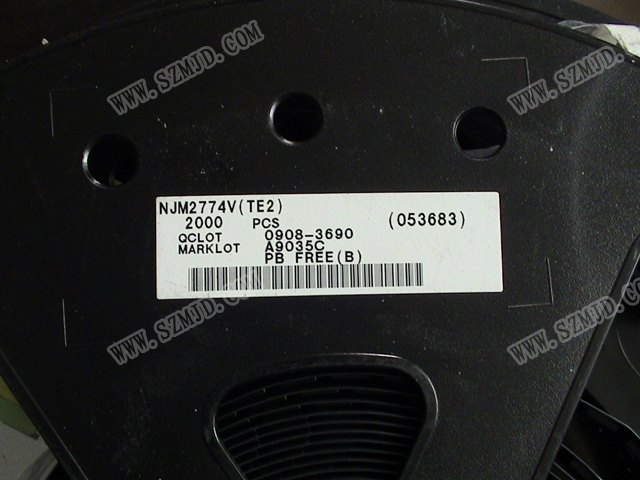 WWW.SZMJD.COM
WWW.SZMJD.COM
NJM2774V(TE2)
2000 PCS (053683)
QCLOT 0908-3690
MARKLOT A9035C
PB FREE(B)
WWW.SZMJD.COM
WWW.SZMJD.COM